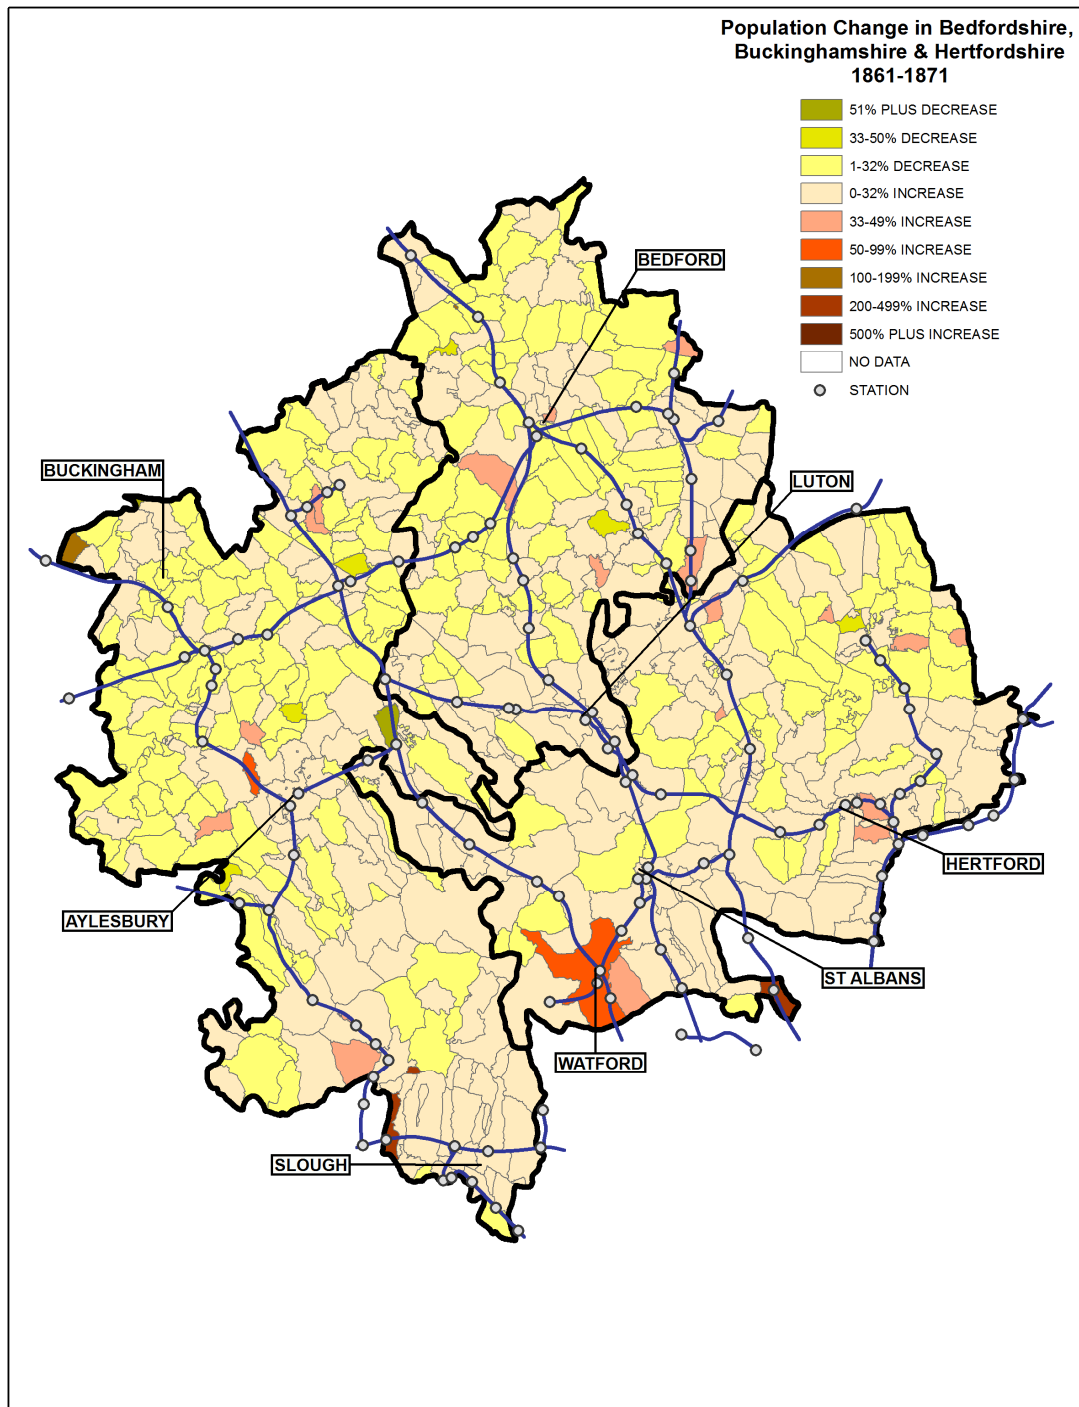 Population Change in Bedfordshire,
Buckinghamshire & Hertfordshire
1861-1871
51% PLUS DECREASE
33-50% DECREASE
1-32% DECREASE
0-32% INCREASE
33-49% INCREASE
50-99% INCREASE
100-199% INCREASE
200-499% INCREASE
500% PLUS INCREASE
NO DATA
STATION
BEDFORD
BUCKINGHAM
LUTON
HERTFORD
AYLESBURY
ST ALBANS
WATFORD
SLOUGH